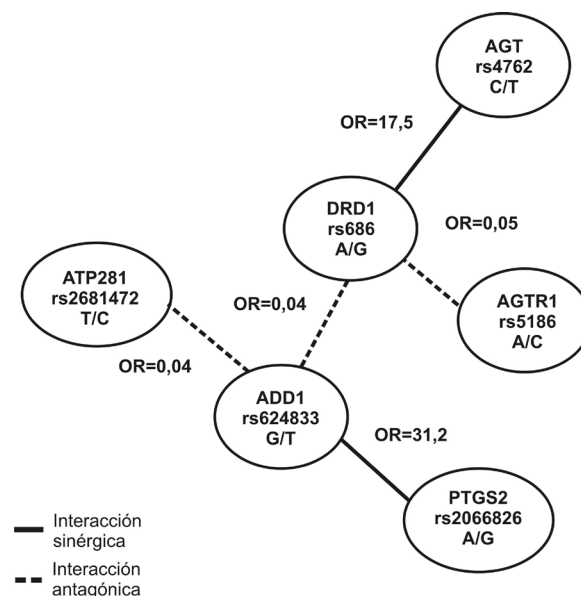 AGT
rs4762
C/T
OR=17,5
DRD1
rs686
A/G
OR=0,05
ATP281
rs2681472
T/C
OR=0,04
AGTR1
rs5186
A/C
OR=0,04
ADD1
rs624833
G/T
OR=31,2
PTGS2
rs2066826
A/G
Interacción
sinérgica
Interacción
antagónica